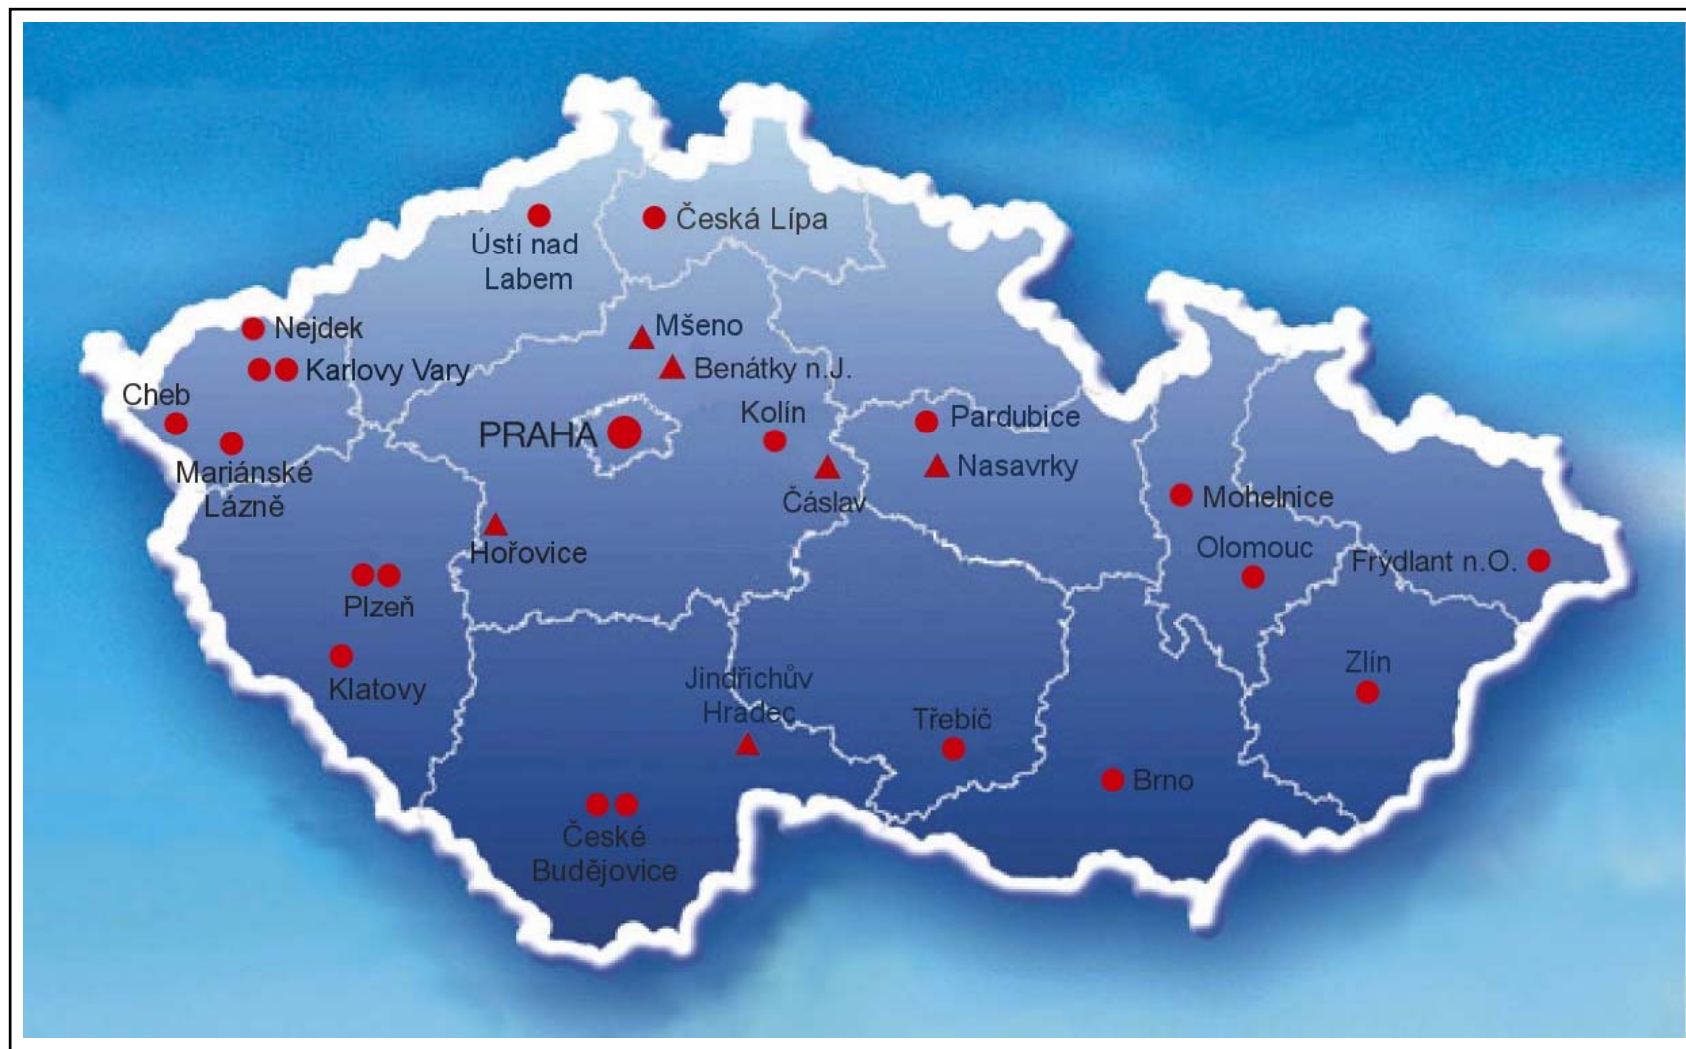 Ústí nad
Labem
Česká Lípa
Nejdek
Mšeno
Karlovy Vary
Benátky n.J.
Cheb
Kolín
Pardubice
PRAHA
Mariánské
Lázně
Nasavrky
Čáslav
Mohelnice
Hořovice
Olomouc
Frýdlant n.O.
Plzeň
Klatovy
Jindřichův
Hradec
Zlín
Třebíč
Brno
České
Budějovice